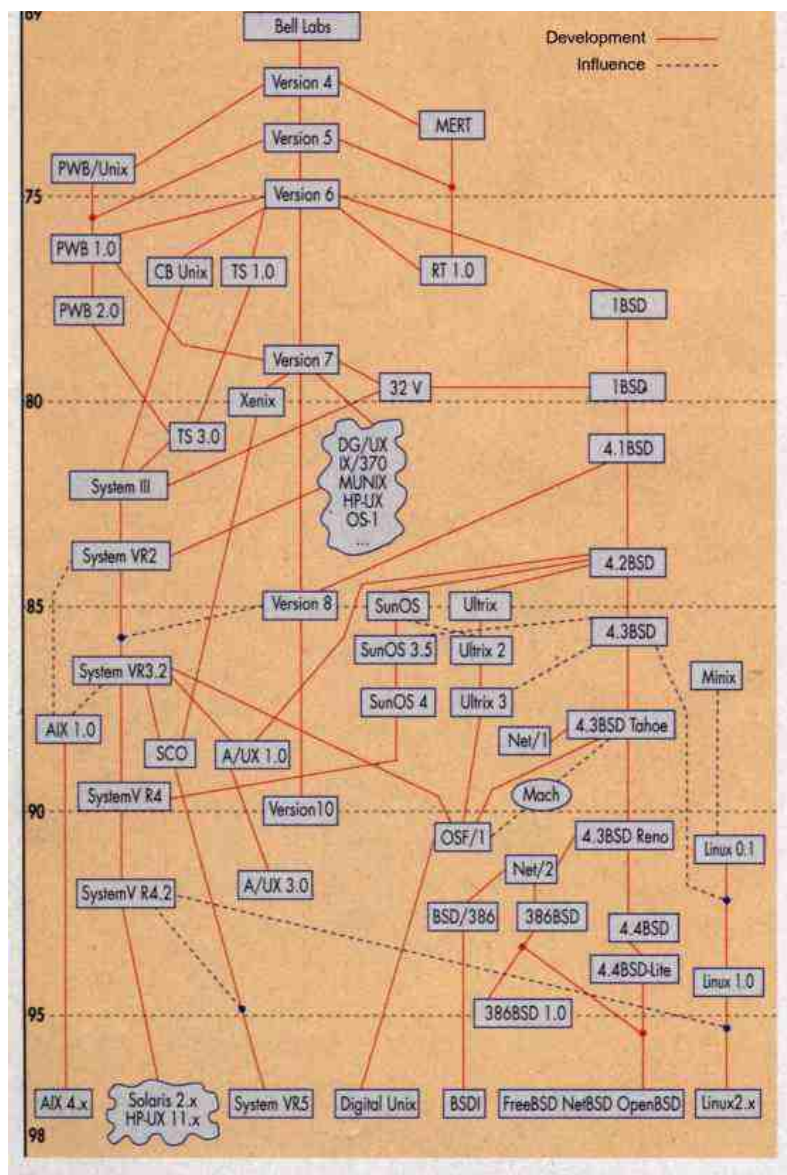 69
Bell Labs
Development
Influence
Version 4
MERT
Version 5
PWB/Unix
75
Version 6
PWB 1.0
CB Unix
TS 1.0
RT 1.0
PWB 2.0
1BSD
Version 7
32 V
1BSD
Xenix
80
TS 3.0
DG/UX
IX/370
MUNIX
HP-UX
OS-1
...
4.1BSD
System III
System VR2
4.2BSD
85
Version 8
SunOS
Ultrix
4.3BSD
SunOS 3.5
Ultrix 2
System VR3.2
Minix
SunOS 4
Ultrix 3
AIX 1.0
4.3BSD Tahoe
Net/1
SCO
A/UX 1.0
SystemV R4
Mach
90
Version10
OSF/1
4.3BSD Reno
Linux 0.1
Net/2
A/UX 3.0
SystemV R4.2
BSD/386
386BSD
4.4BSD
4.4BSD-Lite
Linux 1.0
386BSD 1.0
95
AIX 4.x
Solaris 2.x
HP-UX 11.x
System VR5
Digital Unix
BSDI
FreeBSD NetBSD OpenBSD
Linux2.x
98